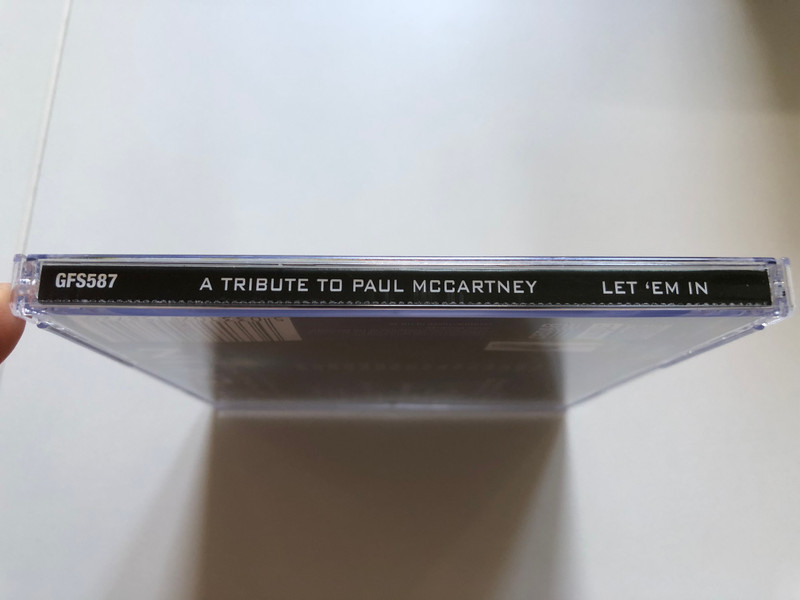 GFS587 A TRIBUTE TO PAUL MCCARTNEY LET 'EM IN